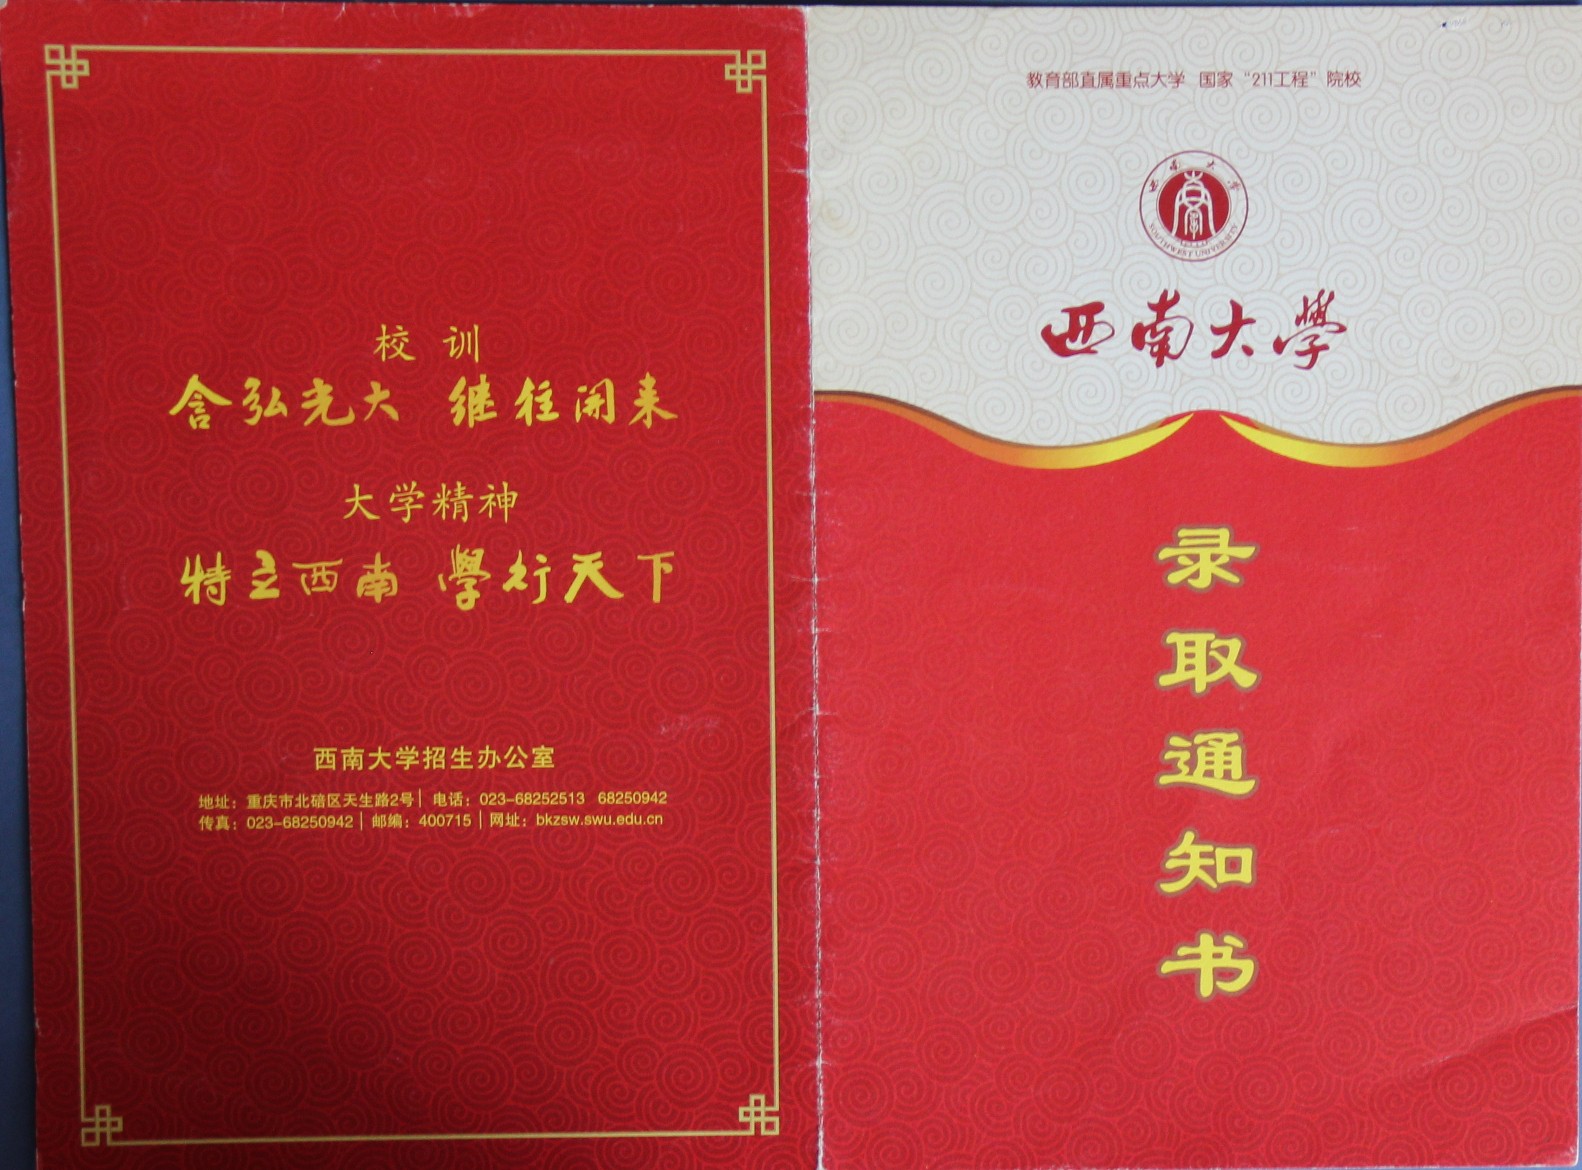 校训
含弘光大 继往开来
大学精神
特立西南 學行天下
西南大学招生办公室
地址：重庆市北碚区天生路2号│ 电话：023-68252513 68250942
传真：023-68250942│ 邮编：400715 │ 网址：bkzsw.swu.edu.cn
教育部直属重点大学 国家“211工程”院校
西南大学
SOUTHWEST UNIVERSITY
西南大學
录
取
通
知
书